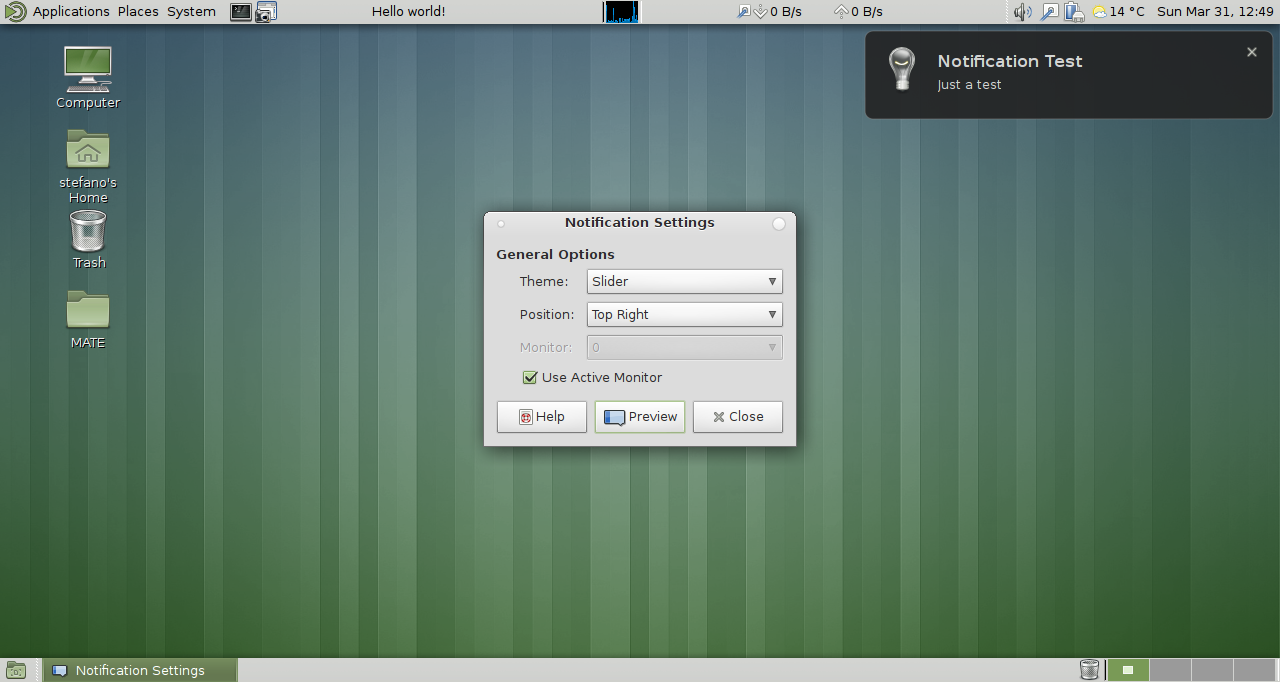 Applications Places System
Hello world!
0 B/s
0 B/s
14 °C
Sun Mar 31, 12:49
Computer
stefano's
Home
Trash
MATE
Notification Test
Just a test
Notification Settings
General Options
Theme: Slider
Position: Top Right
Monitor: 0
Use Active Monitor
Help Preview Close
Notification Settings